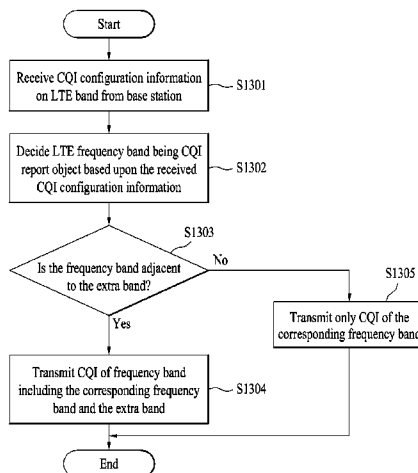 Start
Receive CQI configuration information
on LTE band from base station
S1301
Decide LTE frequency band being CQI
report object based upon the received
CQI configuration information
S1302
S1303
Is the frequency band adjacent
to the extra band?
No
Yes
S1305
Transmit only CQI of the
corresponding frequency band
Transmit CQI of frequency band
including the corresponding frequency
band and the extra band
S1304
End